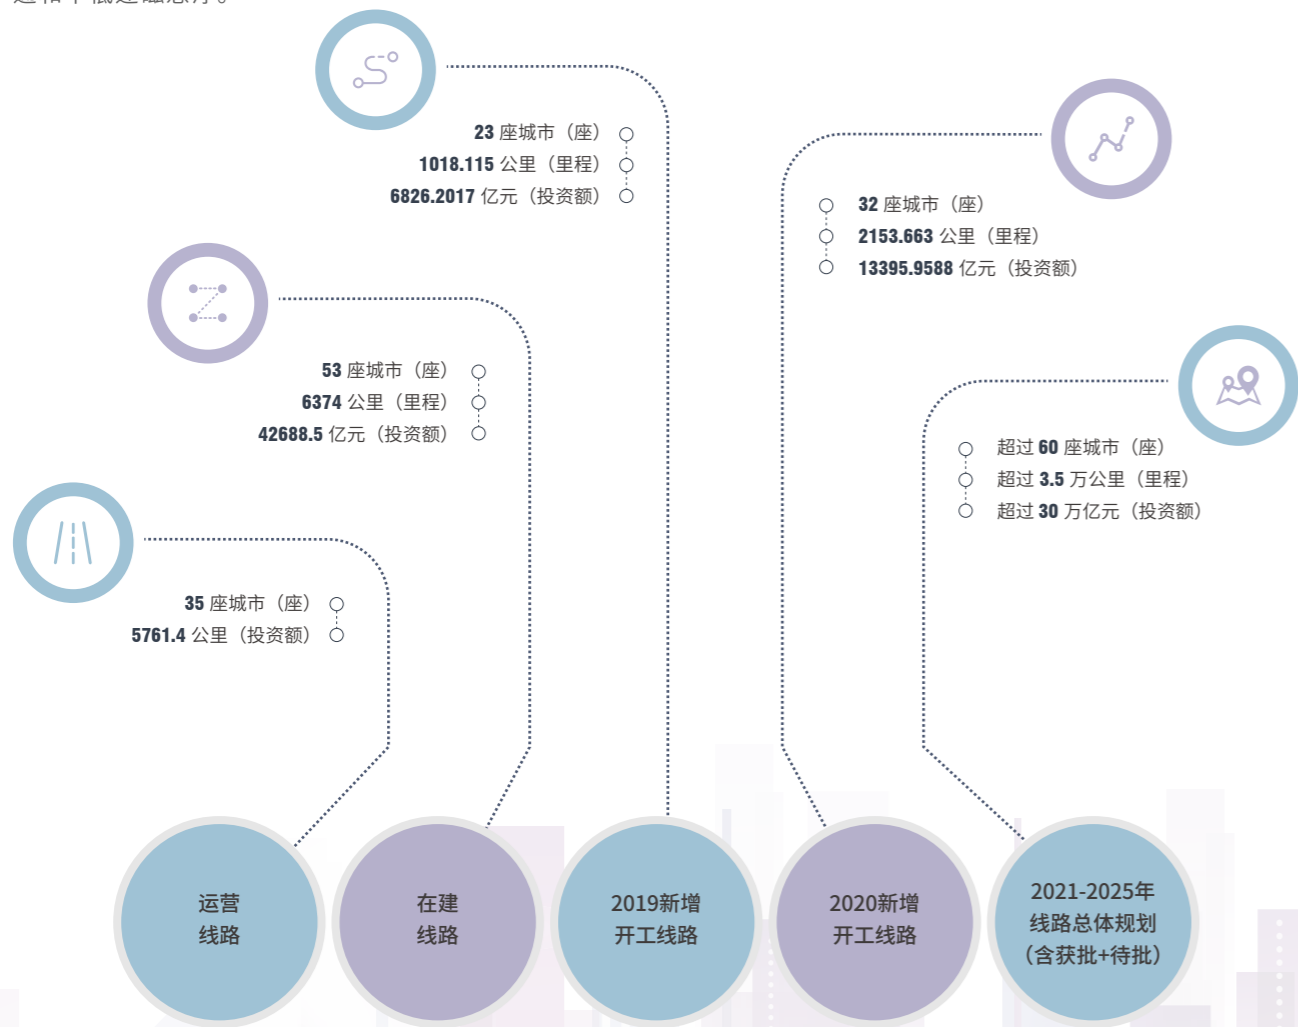 23 座城市（座）
1018.115 公里（里程）
6826.2017 亿元（投资额）
32 座城市（座）
2153.663 公里（里程）
13395.9588 亿元（投资额）
53 座城市（座）
6374 公里（里程）
42688.5 亿元（投资额）
超过 60 座城市（座）
超过 3.5 万公里（里程）
超过 30 万亿元（投资额）
35 座城市（座）
5761.4 公里（投资额）
运营
线路
在建
线路
2019新增
开工线路
2020新增
开工线路
2021-2025年
线路总体规划
（含获批+待批）